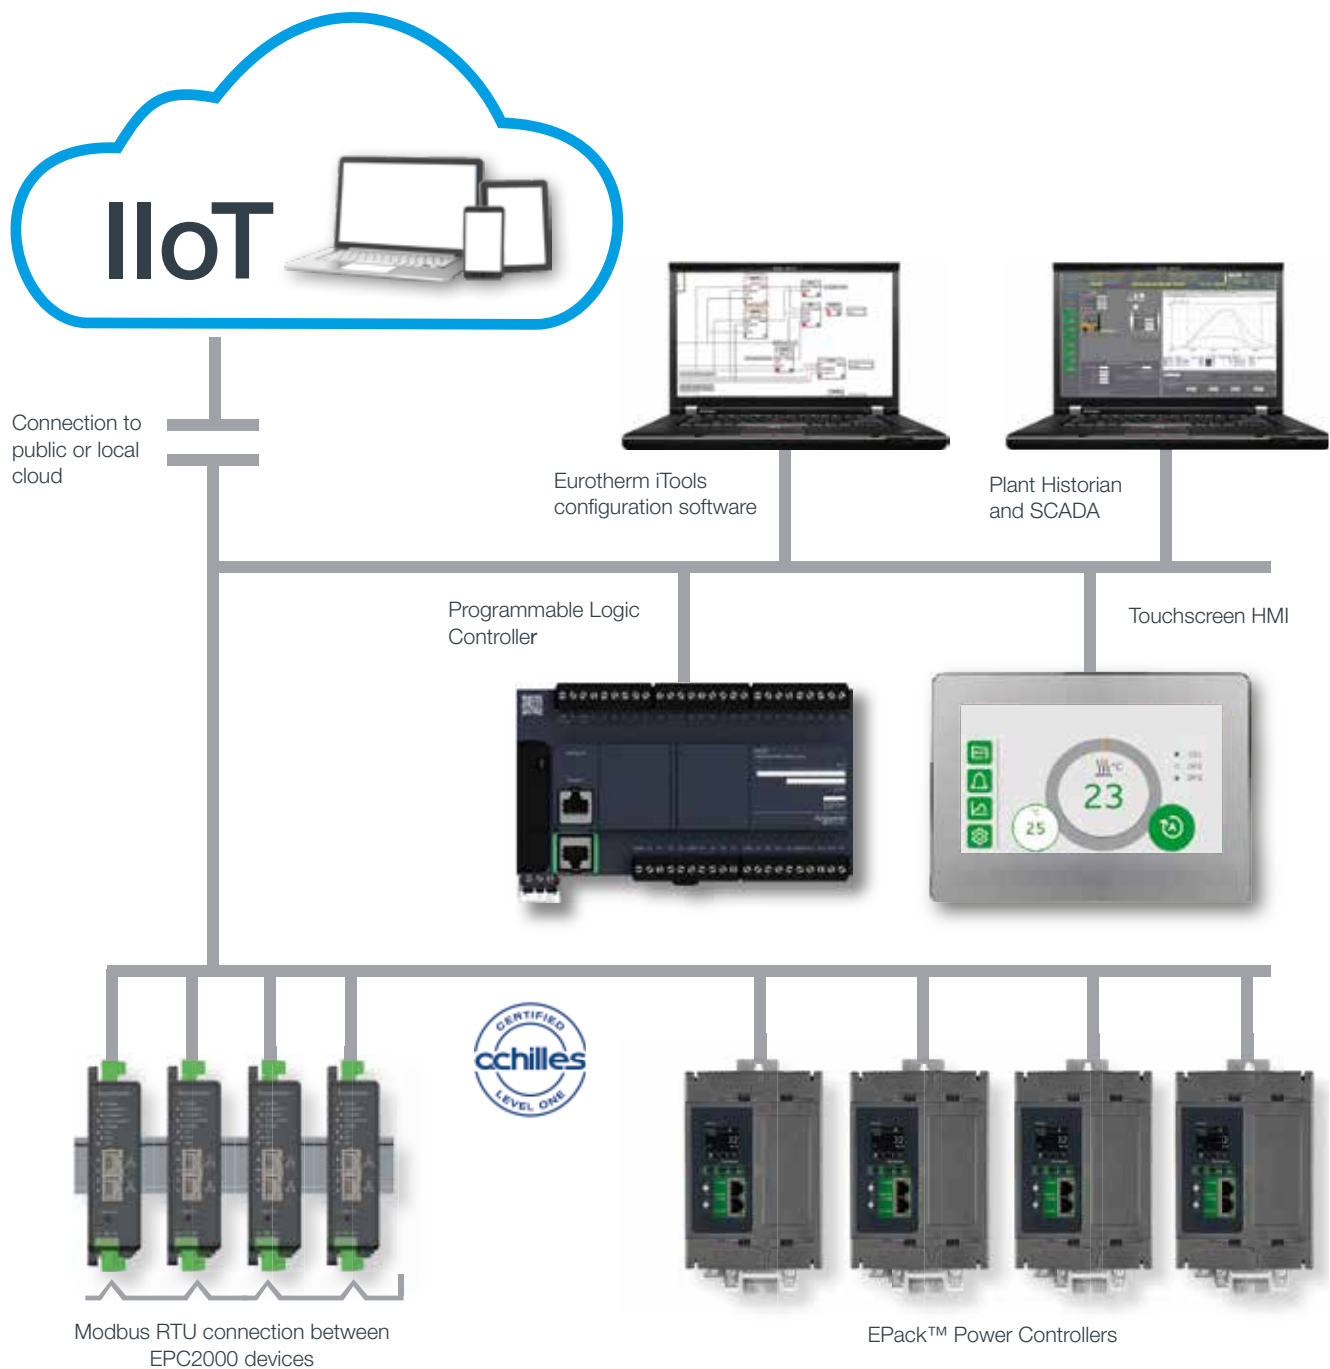 IIoT
Connection to
public or local
cloud
Eurotherm iTools
configuration software
Plant Historian
and SCADA
Programmable Logic
Controller
Touchscreen HMI
°C
23
25
A
CERTIFIED
achilles
LEVEL ONE
Modbus RTU connection between
EPC2000 devices
EPack™ Power Controllers